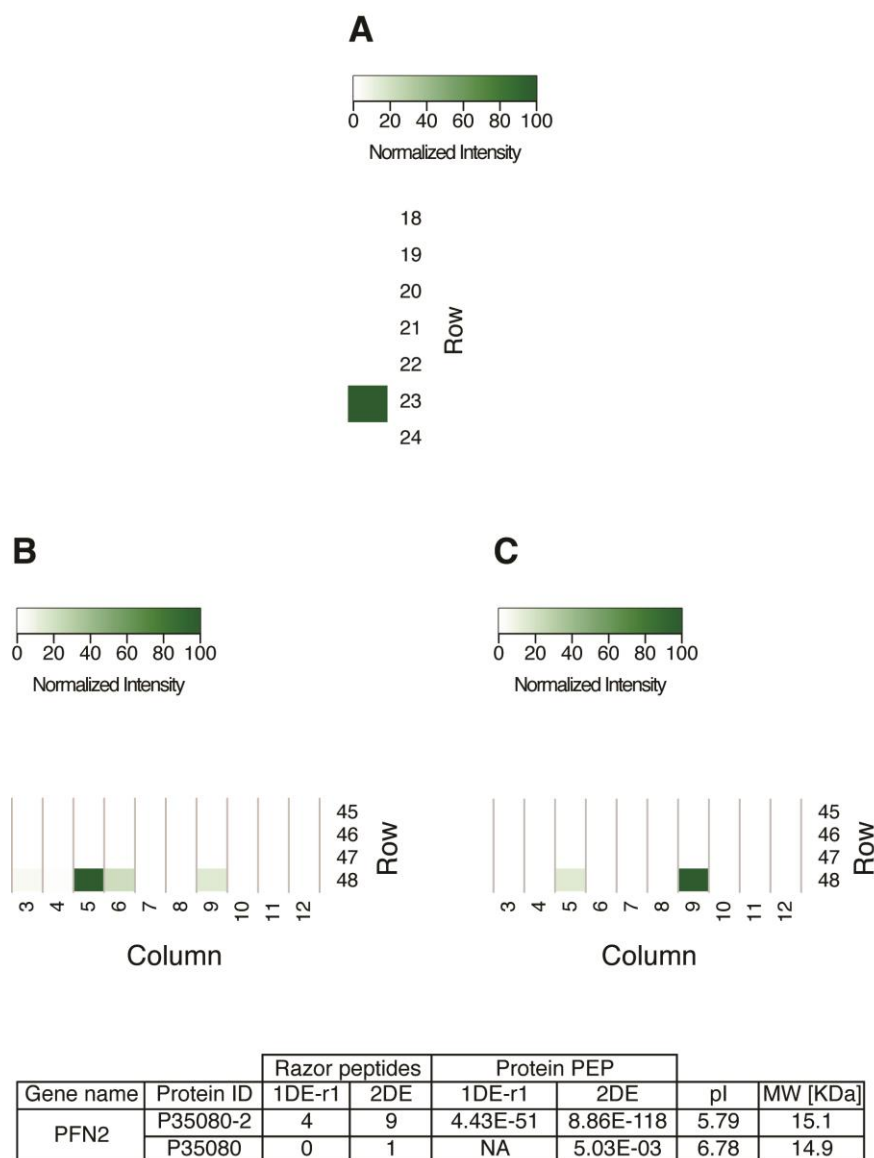 A
0 20 40 60 80 100
Normalized Intensity
18
19
20
21
22
23
24
Row
B
0 20 40 60 80 100
Normalized Intensity
45
46
47
48
Row
3 4 5 6 7 8 9 10 11 12
Column
C
0 20 40 60 80 100
Normalized Intensity
45
46
47
48
Row
3 4 5 6 7 8 9 10 11 12
Column
Razor peptides Protein PEP
Gene name Protein ID 1DE-r1 2DE 1DE-r1 2DE pI MW [KDa]
PFN2 P35080-2 4 9 4.43E-51 8.86E-118 5.79 15.1
P35080 0 1 NA 5.03E-03 6.78 14.9